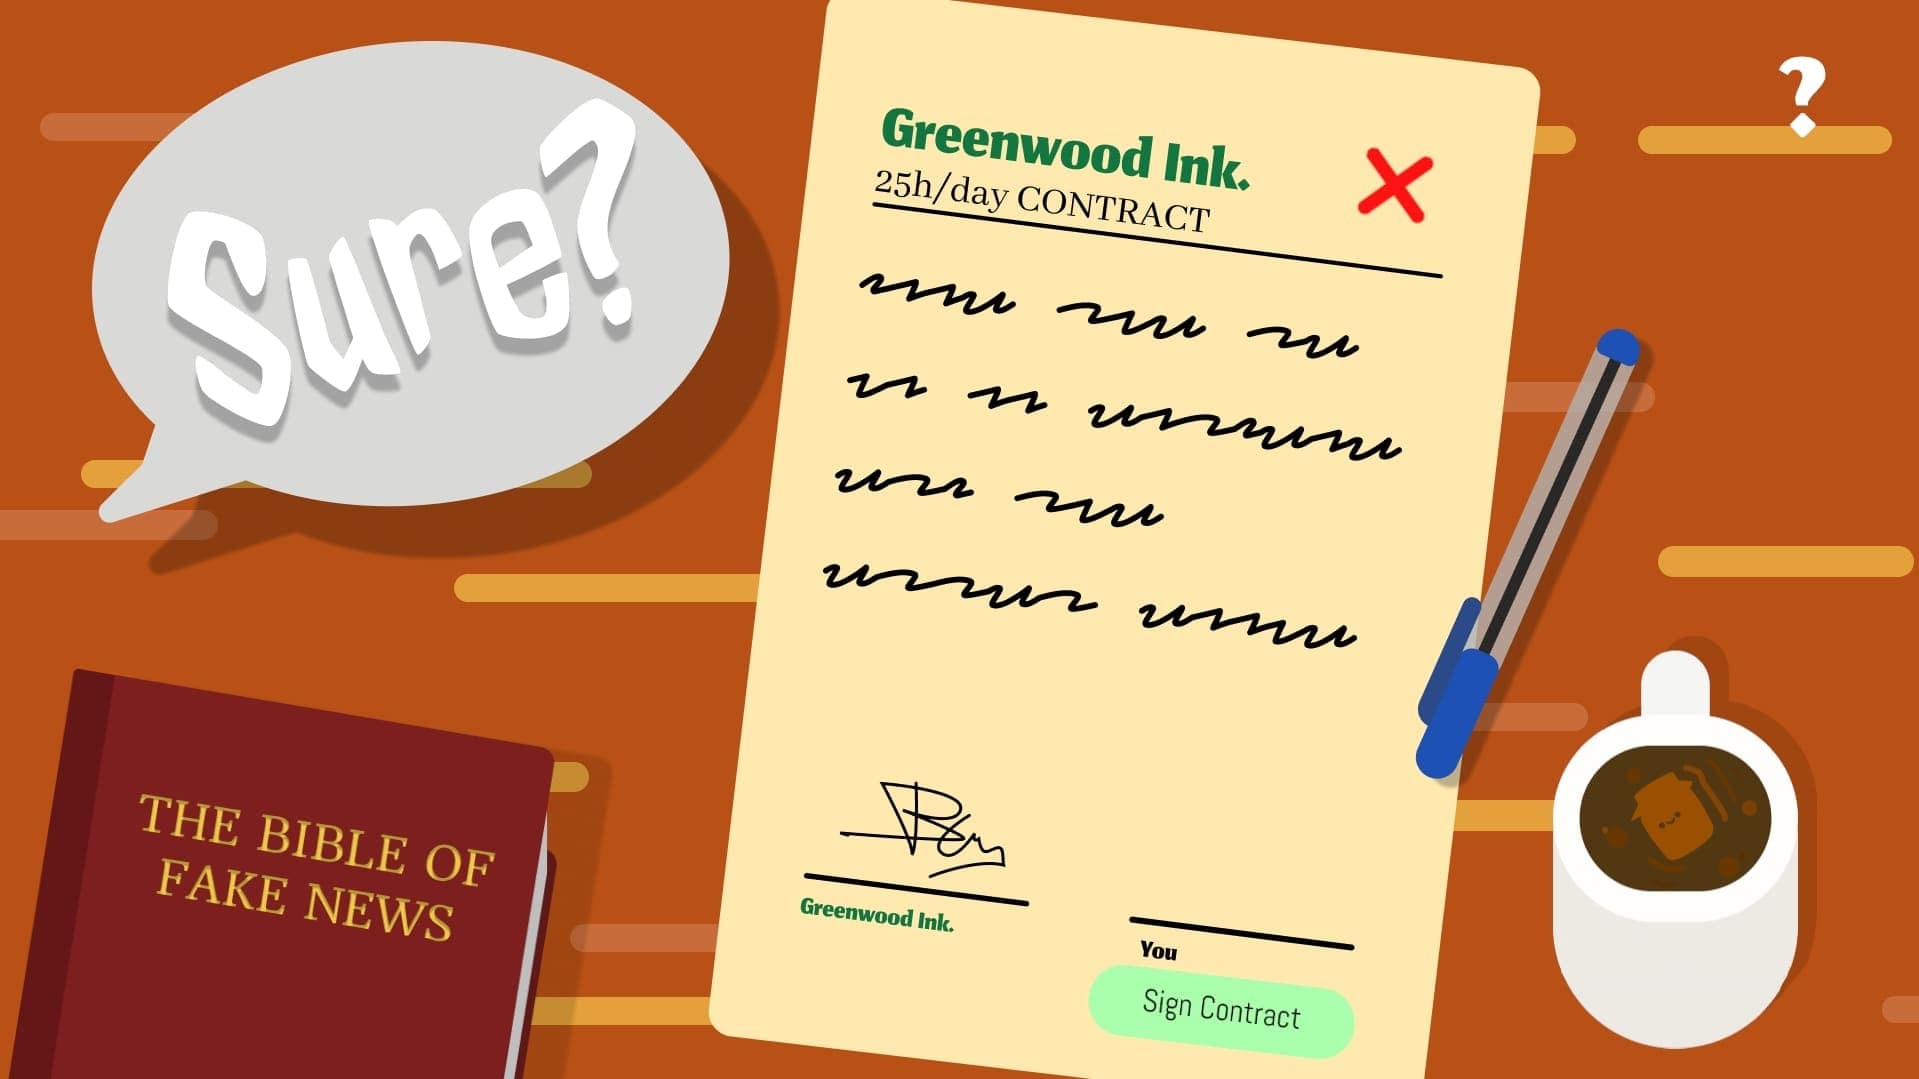 Sure?
?
Greenwood Ink.
25h/day CONTRACT
Greenwood Ink.
You
Sign Contract
THE BIBLE OF
FAKE NEWS